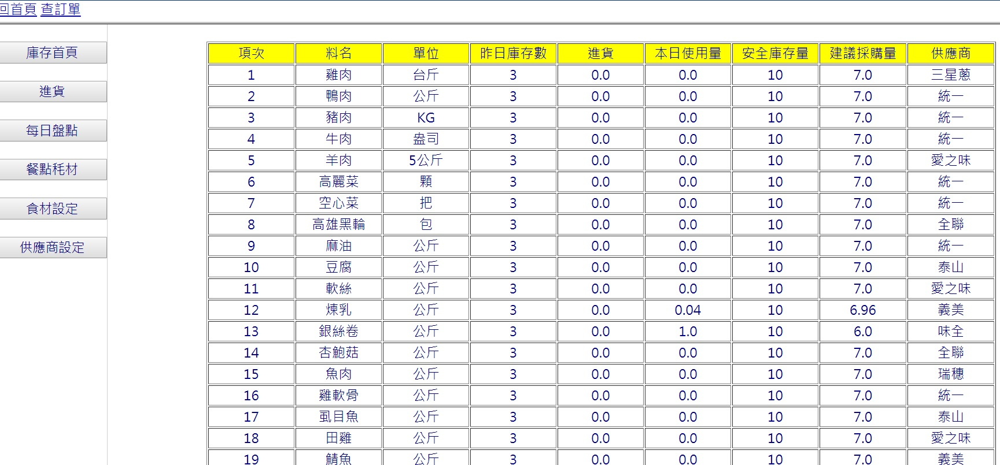 回首頁 查訂單
庫存首頁
進貨
每日盤點
餐點秏材
食材設定
供應商設定
項次 料名 單位 昨日庫存數 進貨 本日使用量 安全庫存量 建議採購量 供應商
1 雞肉 台斤 3 0.0 0.0 10 7.0 三星蔥
2 鴨肉 公斤 3 0.0 0.0 10 7.0 統一
3 豬肉 KG 3 0.0 0.0 10 7.0 統一
4 牛肉 盎司 3 0.0 0.0 10 7.0 統一
5 羊肉 5公斤 3 0.0 0.0 10 7.0 愛之味
6 高麗菜 顆 3 0.0 0.0 10 7.0 統一
7 空心菜 把 3 0.0 0.0 10 7.0 統一
8 高雄黑輪 包 3 0.0 0.0 10 7.0 全聯
9 麻油 公斤 3 0.0 0.0 10 7.0 統一
10 豆腐 公斤 3 0.0 0.0 10 7.0 泰山
11 軟絲 公斤 3 0.0 0.0 10 7.0 愛之味
12 煉乳 公斤 3 0.0 0.04 10 6.96 義美
13 銀絲卷 公斤 3 0.0 1.0 10 6.0 味全
14 杏鮑菇 公斤 3 0.0 0.0 10 7.0 全聯
15 魚肉 公斤 3 0.0 0.0 10 7.0 瑞穗
16 雞軟骨 公斤 3 0.0 0.0 10 7.0 統一
17 虱目魚 公斤 3 0.0 0.0 10 7.0 泰山
18 田雞 公斤 3 0.0 0.0 10 7.0 愛之味
19 鯖魚 公斤 3 0.0 0.0 10 7.0 義美